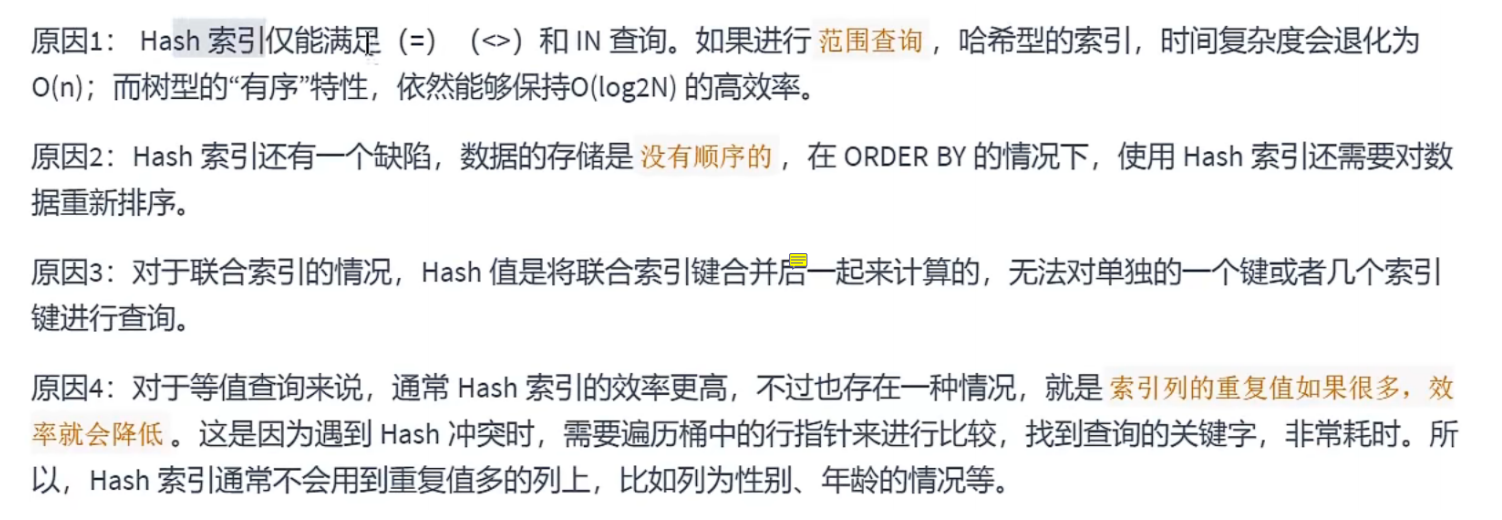 原因1： Hash 索引仅能满足（=）（<>）和 IN 查询。如果进行 范围查询 ，哈希型的索引，时间复杂度会退化为
O(n)；而树型的“有序”特性，依然能够保持O(log2N) 的高效率。
原因2：Hash 索引还有一个缺陷，数据的存储是 没有顺序的 ，在 ORDER BY 的情况下，使用 Hash 索引还需要对数
据重新排序。
原因3：对于联合索引的情况，Hash 值是将联合索引键合并后一起来计算的，无法对单独的一个键或者几个索引
键进行查询。
原因4：对于等值查询来说，通常 Hash 索引的效率更高，不过也存在一种情况，就是 索引列的重复值如果很多，效
率就会降低 。这是因为遇到 Hash 冲突时，需要遍历桶中的行指针来进行比较，找到查询的关键字，非常耗时。所
以，Hash 索引通常不会用到重复值多的列上，比如列为性别、年龄的情况等。